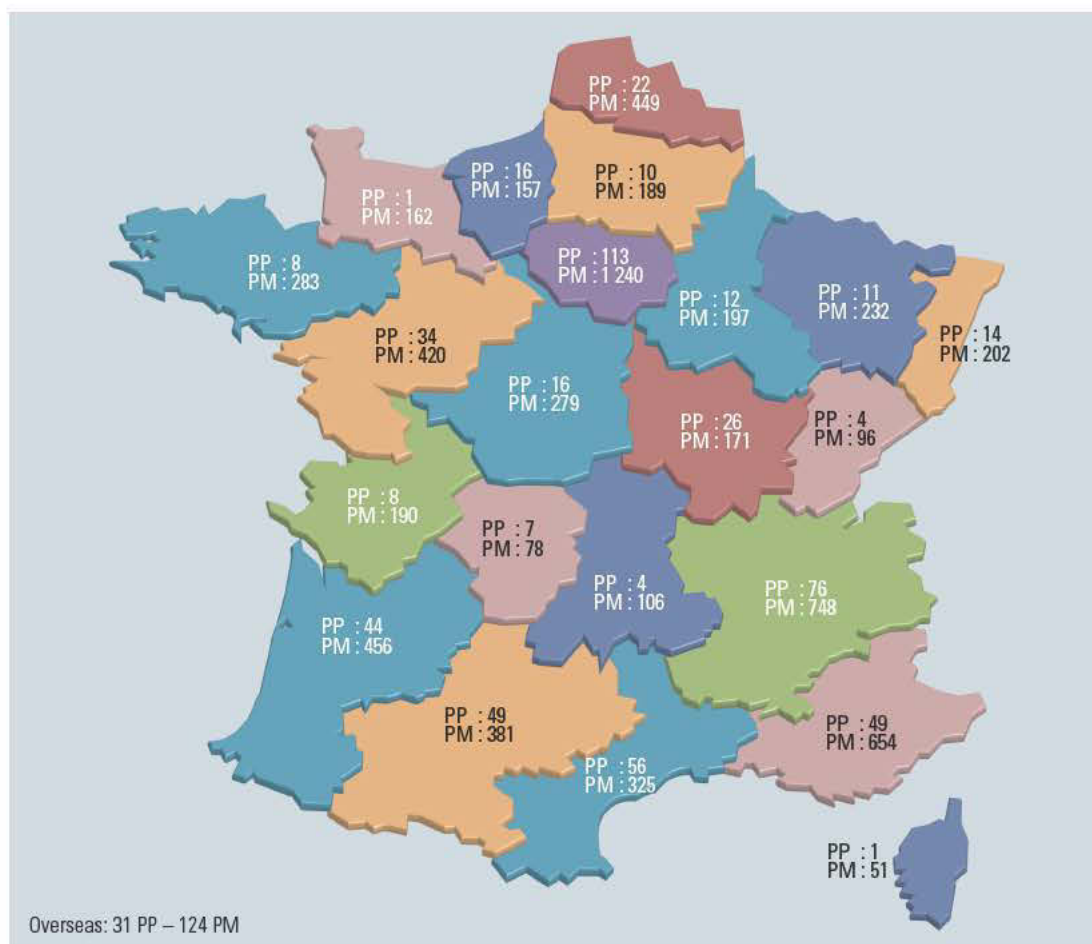 PP : 22
PM : 449
PP : 10
PM : 189
PP : 16
PM : 157
PP : 1
PM : 162
PP : 8
PM : 283
PP : 113
PM : 1 240
PP : 12
PM : 197
PP : 11
PM : 232
PP : 14
PM : 202
PP : 34
PM : 420
PP : 16
PM : 279
PP : 26
PM : 171
PP : 4
PM : 96
PP : 8
PM : 190
PP : 7
PM : 78
PP : 4
PM : 106
PP : 76
PM : 748
PP : 44
PM : 456
PP : 49
PM : 381
PP : 56
PM : 325
PP : 49
PM : 654
PP : 1
PM : 51
Overseas: 31 PP – 124 PM